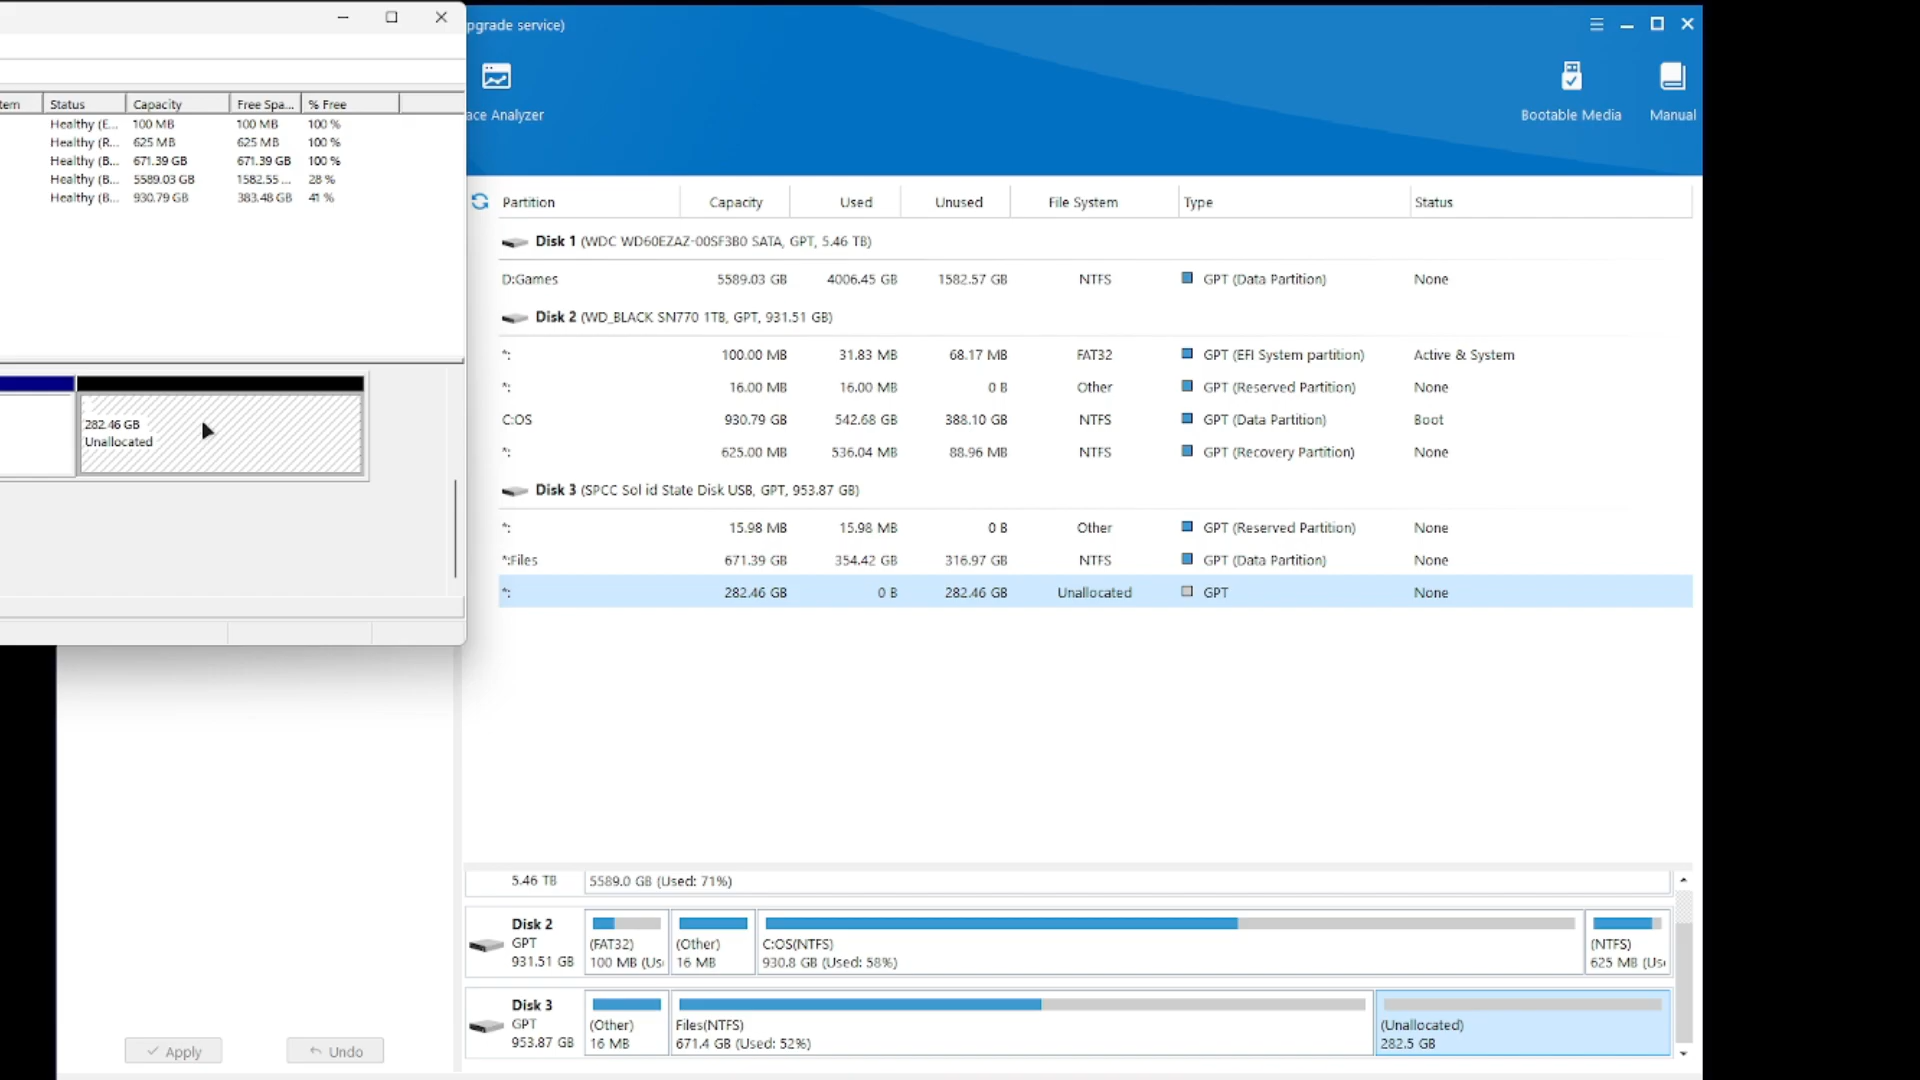 pgrade service)
ace Analyzer
Bootable Media
Manual
tem Status Capacity Free Spa... % Free
Healthy (E... 100 MB 100 MB 100 %
Healthy (R... 625 MB 625 MB 100 %
Healthy (B... 671.39 GB 671.39 GB 100 %
Healthy (B... 5589.03 GB 1582.55 ... 28 %
Healthy (B... 930.79 GB 383.48 GB 41 %
282.46 GB
Unallocated
Partition Capacity Used Unused File System Type Status
Disk 1 (WDC WD60EZAZ-00SF3B0 SATA, GPT, 5.46 TB)
D:Games 5589.03 GB 4006.45 GB 1582.57 GB NTFS GPT (Data Partition) None
Disk 2 (WD_BLACK SN770 1TB, GPT, 931.51 GB)
*: 100.00 MB 31.83 MB 68.17 MB FAT32 GPT (EFI System partition) Active & System
*: 16.00 MB 16.00 MB 0 B Other GPT (Reserved Partition) None
C:OS 930.79 GB 542.68 GB 388.10 GB NTFS GPT (Data Partition) Boot
*: 625.00 MB 536.04 MB 88.96 MB NTFS GPT (Recovery Partition) None
Disk 3 (SPCC Sol id State Disk USB, GPT, 953.87 GB)
*: 15.98 MB 15.98 MB 0 B Other GPT (Reserved Partition) None
*:Files 671.39 GB 354.42 GB 316.97 GB NTFS GPT (Data Partition) None
*: 282.46 GB 0 B 282.46 GB Unallocated GPT None
5.46 TB 5589.0 GB (Used: 71%)
Disk 2
GPT
931.51 GB
(FAT32)
100 MB (Us
(Other)
16 MB
C:OS(NTFS)
930.8 GB (Used: 58%)
(NTFS)
625 MB (Us
Disk 3
GPT
953.87 GB
(Other)
16 MB
Files(NTFS)
671.4 GB (Used: 52%)
(Unallocated)
282.5 GB
Apply
Undo